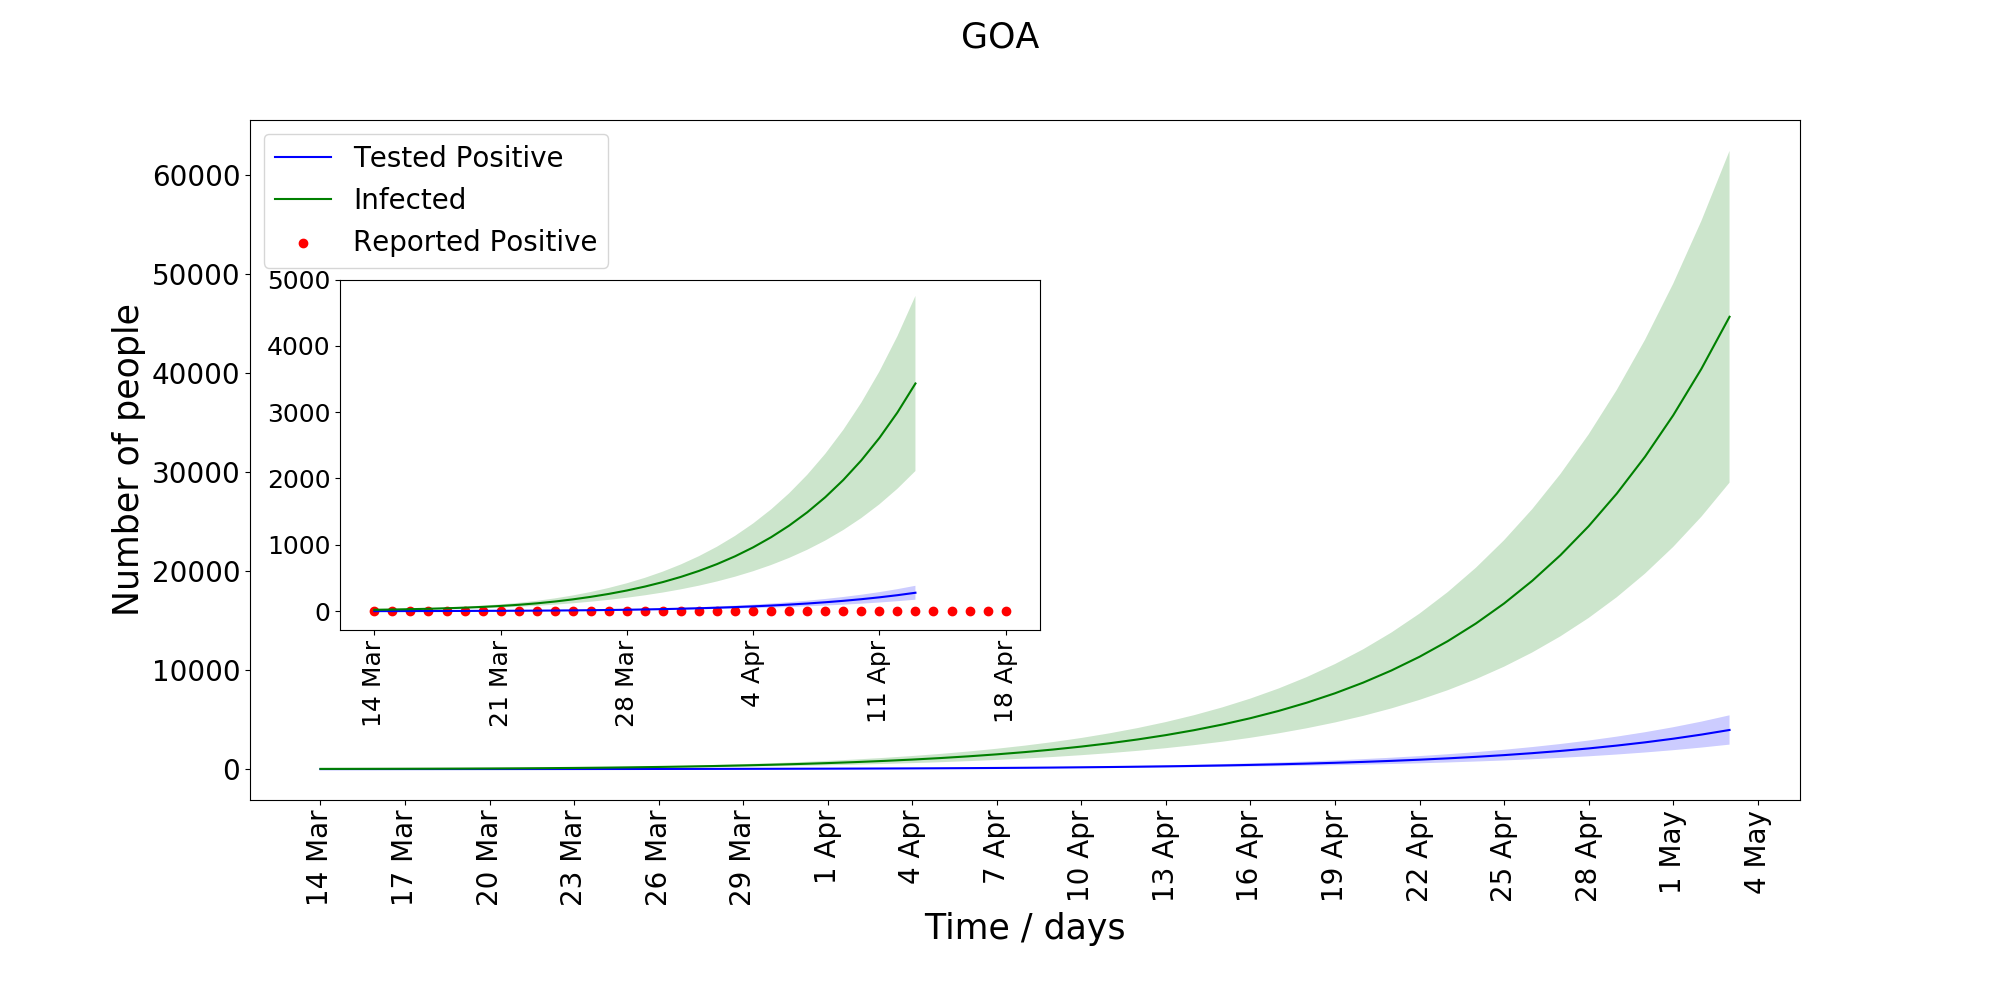 GOA
Tested Positive
Infected
Reported Positive
Number of people
60000
50000
40000
30000
20000
10000
0
5000
4000
3000
2000
1000
0
14 Mar
21 Mar
28 Mar
4 Apr
11 Apr
18 Apr
14 Mar
17 Mar
20 Mar
23 Mar
26 Mar
29 Mar
1 Apr
4 Apr
7 Apr
10 Apr
13 Apr
16 Apr
19 Apr
22 Apr
25 Apr
28 Apr
1 May
4 May
Time / days